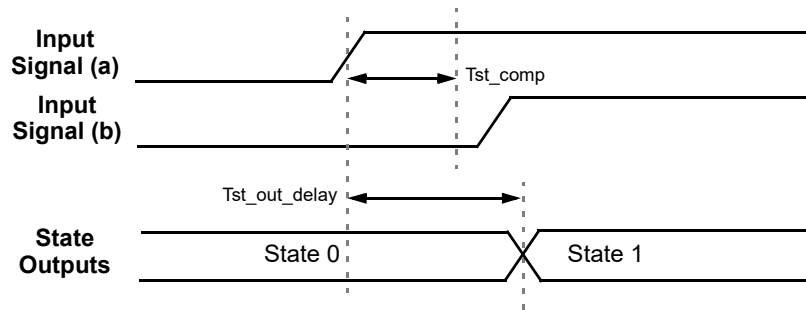 Input
Signal (a)
Tst_comp
Input
Signal (b)
Tst_out_delay
State
Outputs
State 0
State 1